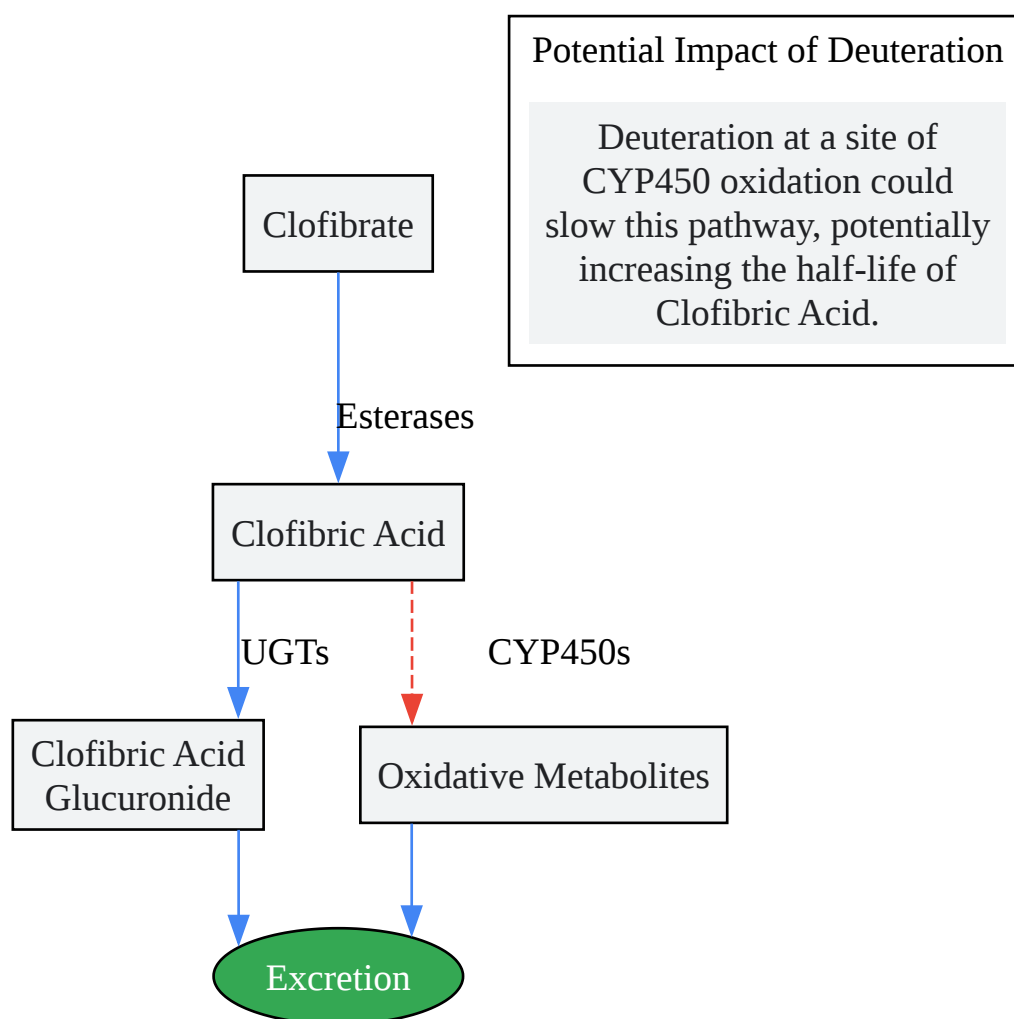 Potential Impact of Deuteration
Deuteration at a site of
CYP450 oxidation could
slow this pathway, potentially
increasing the half-life of
Clofibric Acid.
Clofibrate
Esterases
Clofibric Acid
UGTs
CYP450s
Clofibric Acid
Glucuronide
Oxidative Metabolites
Excretion